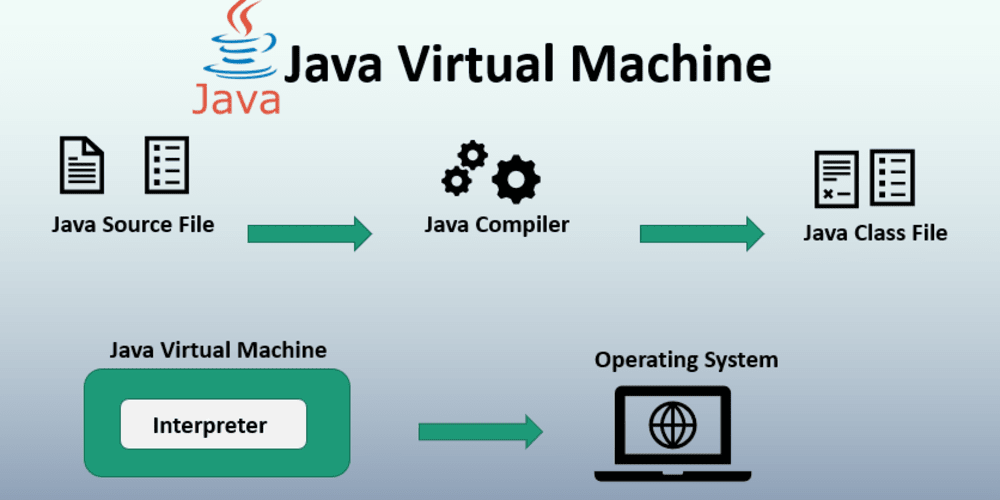 Java
Java Virtual Machine
Java Source File
Java Compiler
Java Class File
Java Virtual Machine
Interpreter
Operating System